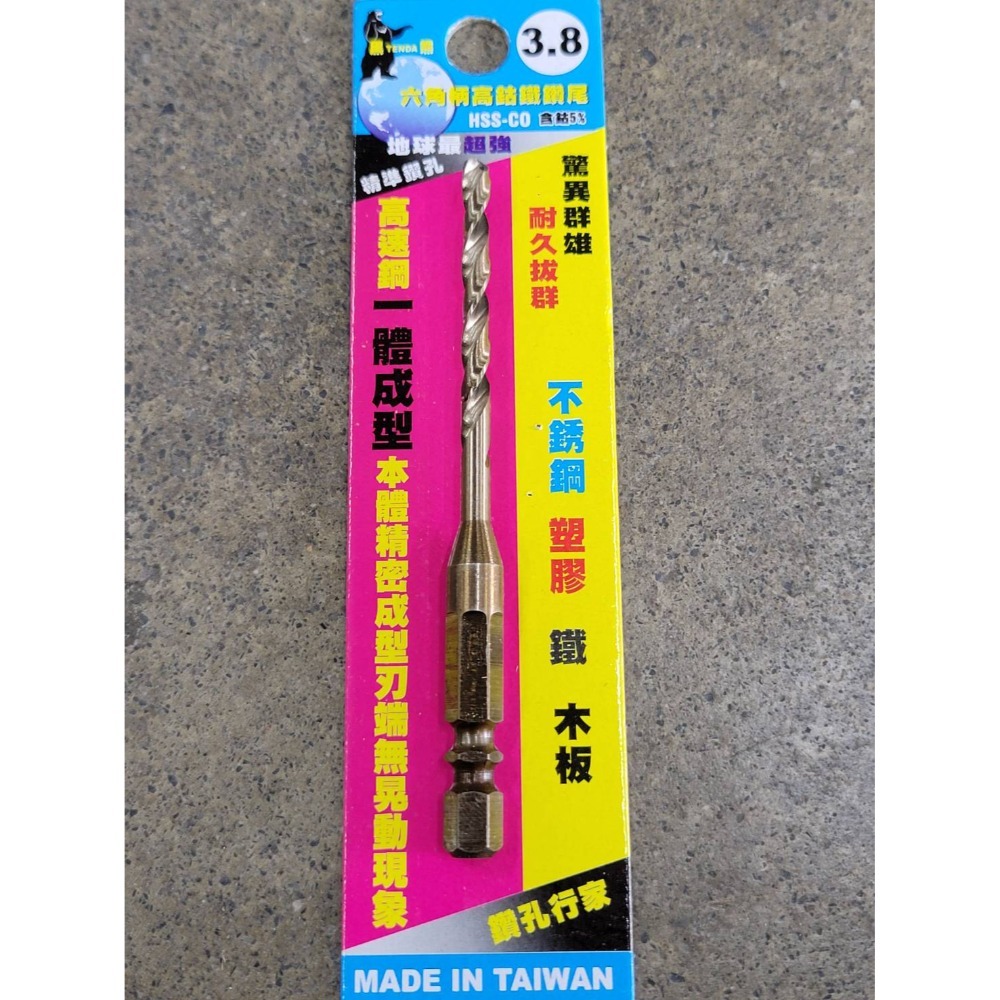 3.8
黑 TENDA 熊
六角柄高鈷鐵鑽尾
HSS-CO 含鈷5%
地球最超強
精準鑽孔
高速鋼一體成型本體精密成型刃端無晃動現象
驚異群雄
耐久拔群
不銹鋼 塑膠 鐵 木板
鑽孔行家
MADE IN TAIWAN